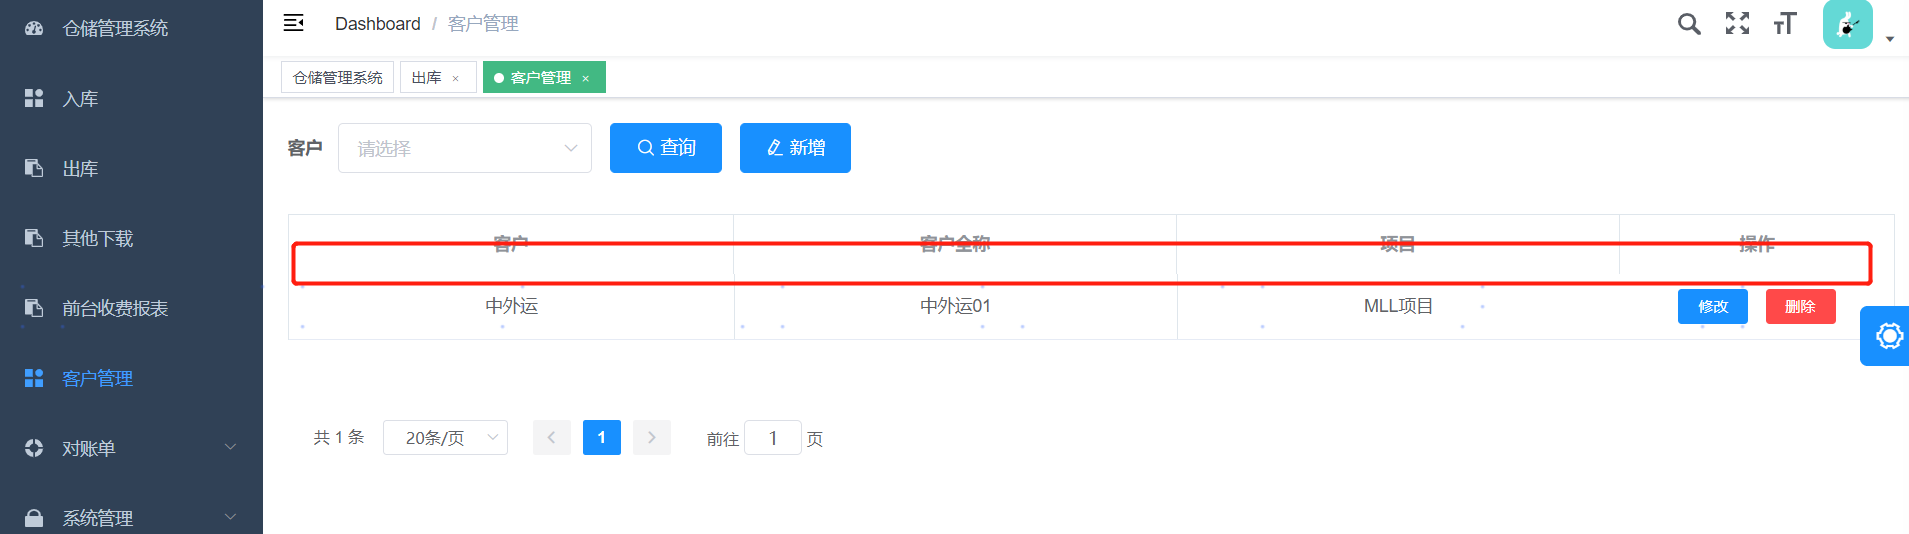 仓储管理系统
入库
出库
其他下载
前台收费报表
客户管理
对账单
系统管理
Dashboard / 客户管理
仓储管理系统 出库 × 客户管理 ×
客户 请选择 查询 新增
客户 客户全称 项目 操作
中外运 中外运01 MLL项目 修改 删除
共 1 条 20条/页 1 前往 1 页